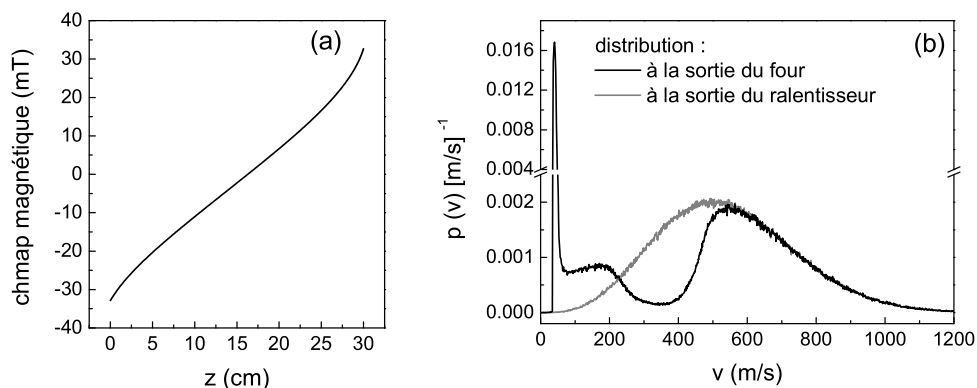 (a)
40
30
20
10
0
-10
-20
-30
-40
chmap magnétique (mT)
0 5 10 15 20 25 30
z (cm)
(b)
distribution :
à la sortie du four
à la sortie du ralentisseur
0.016
0.012
0.008
0.004
0.002
0.001
0.000
p (v) [m/s] -1
0 200 400 600 800 1000 1200
v (m/s)